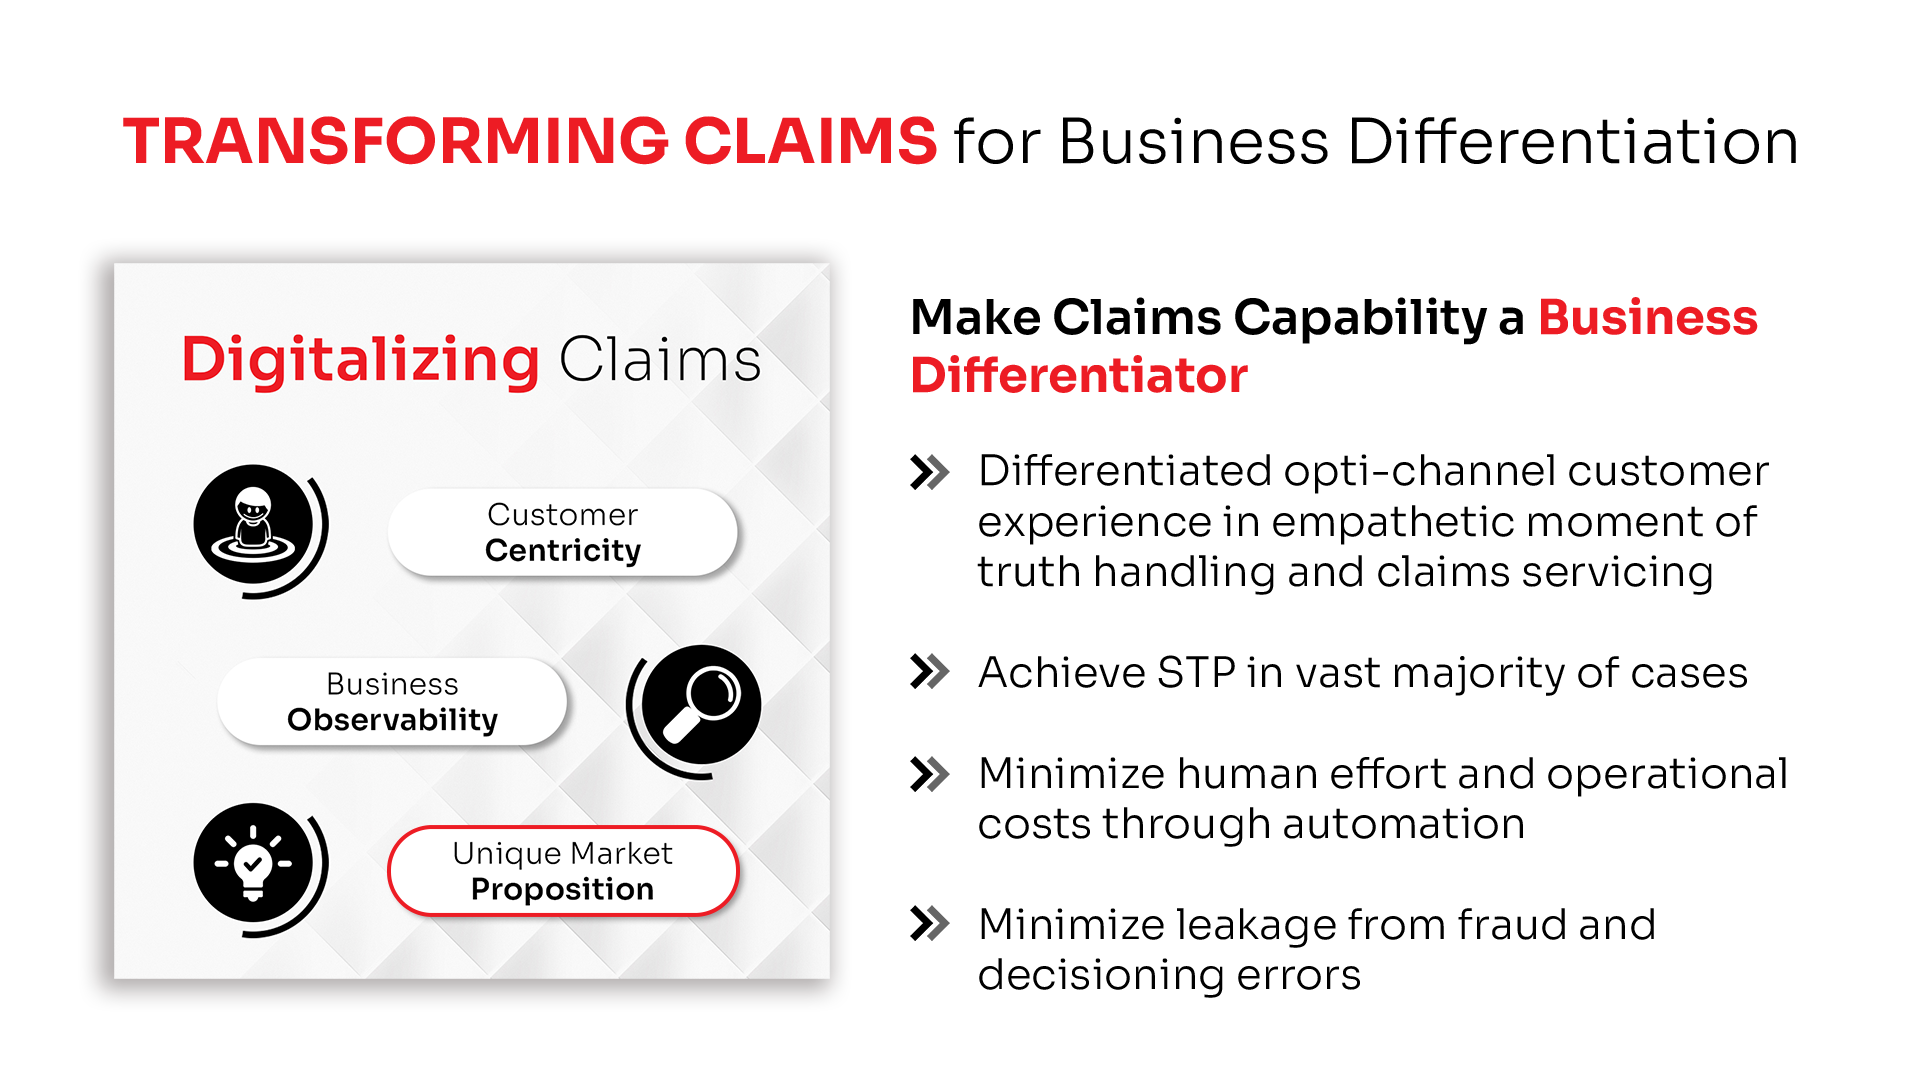 TRANSFORMING CLAIMS for Business Differentiation
Digitalizing Claims
Customer
Centricity
Business
Observability
Unique Market
Proposition
Make Claims Capability a Business
Differentiator
Differentiated opti-channel customer
experience in empathetic moment of
truth handling and claims servicing
Achieve STP in vast majority of cases
Minimize human effort and operational
costs through automation
Minimize leakage from fraud and
decisioning errors